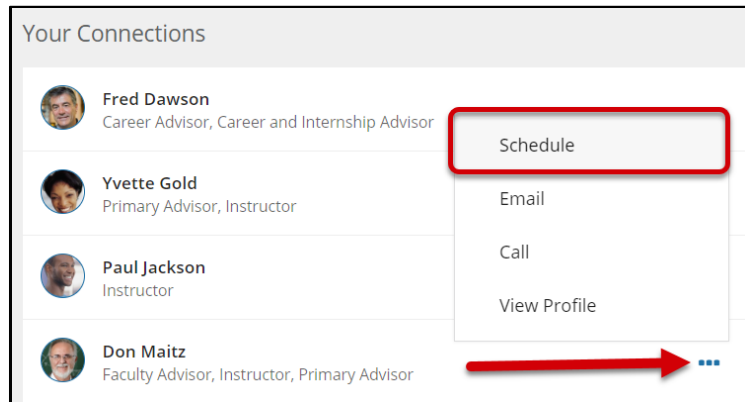 Your Connections
Fred Dawson
Career Advisor, Career and Internship Advisor
Schedule
Yvette Gold
Email
Primary Advisor, Instructor
Call
Paul Jackson
Instructor
View Profile
Don Maitz
Faculty Advisor, Instructor, Primary Advisor